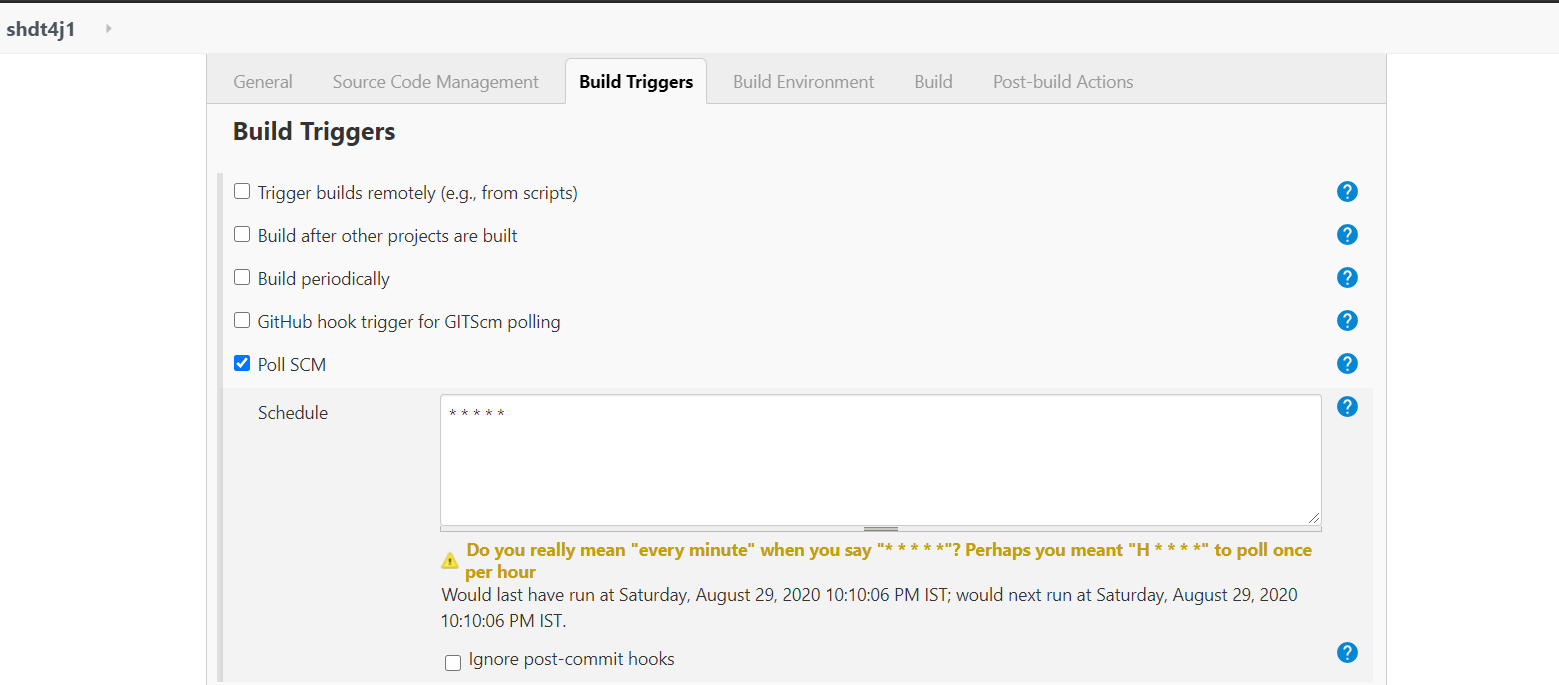 shdt4j1
General Source Code Management Build Triggers Build Environment Build Post-build Actions
Build Triggers
Trigger builds remotely (e.g., from scripts)
Build after other projects are built
Build periodically
GitHub hook trigger for GITScm polling
Poll SCM
Schedule
* * * * *
Do you really mean "every minute" when you say "* * * * *"? Perhaps you meant "H * * * *" to poll once
per hour
Would last have run at Saturday, August 29, 2020 10:10:06 PM IST; would next run at Saturday, August 29, 2020
10:10:06 PM IST.
Ignore post-commit hooks